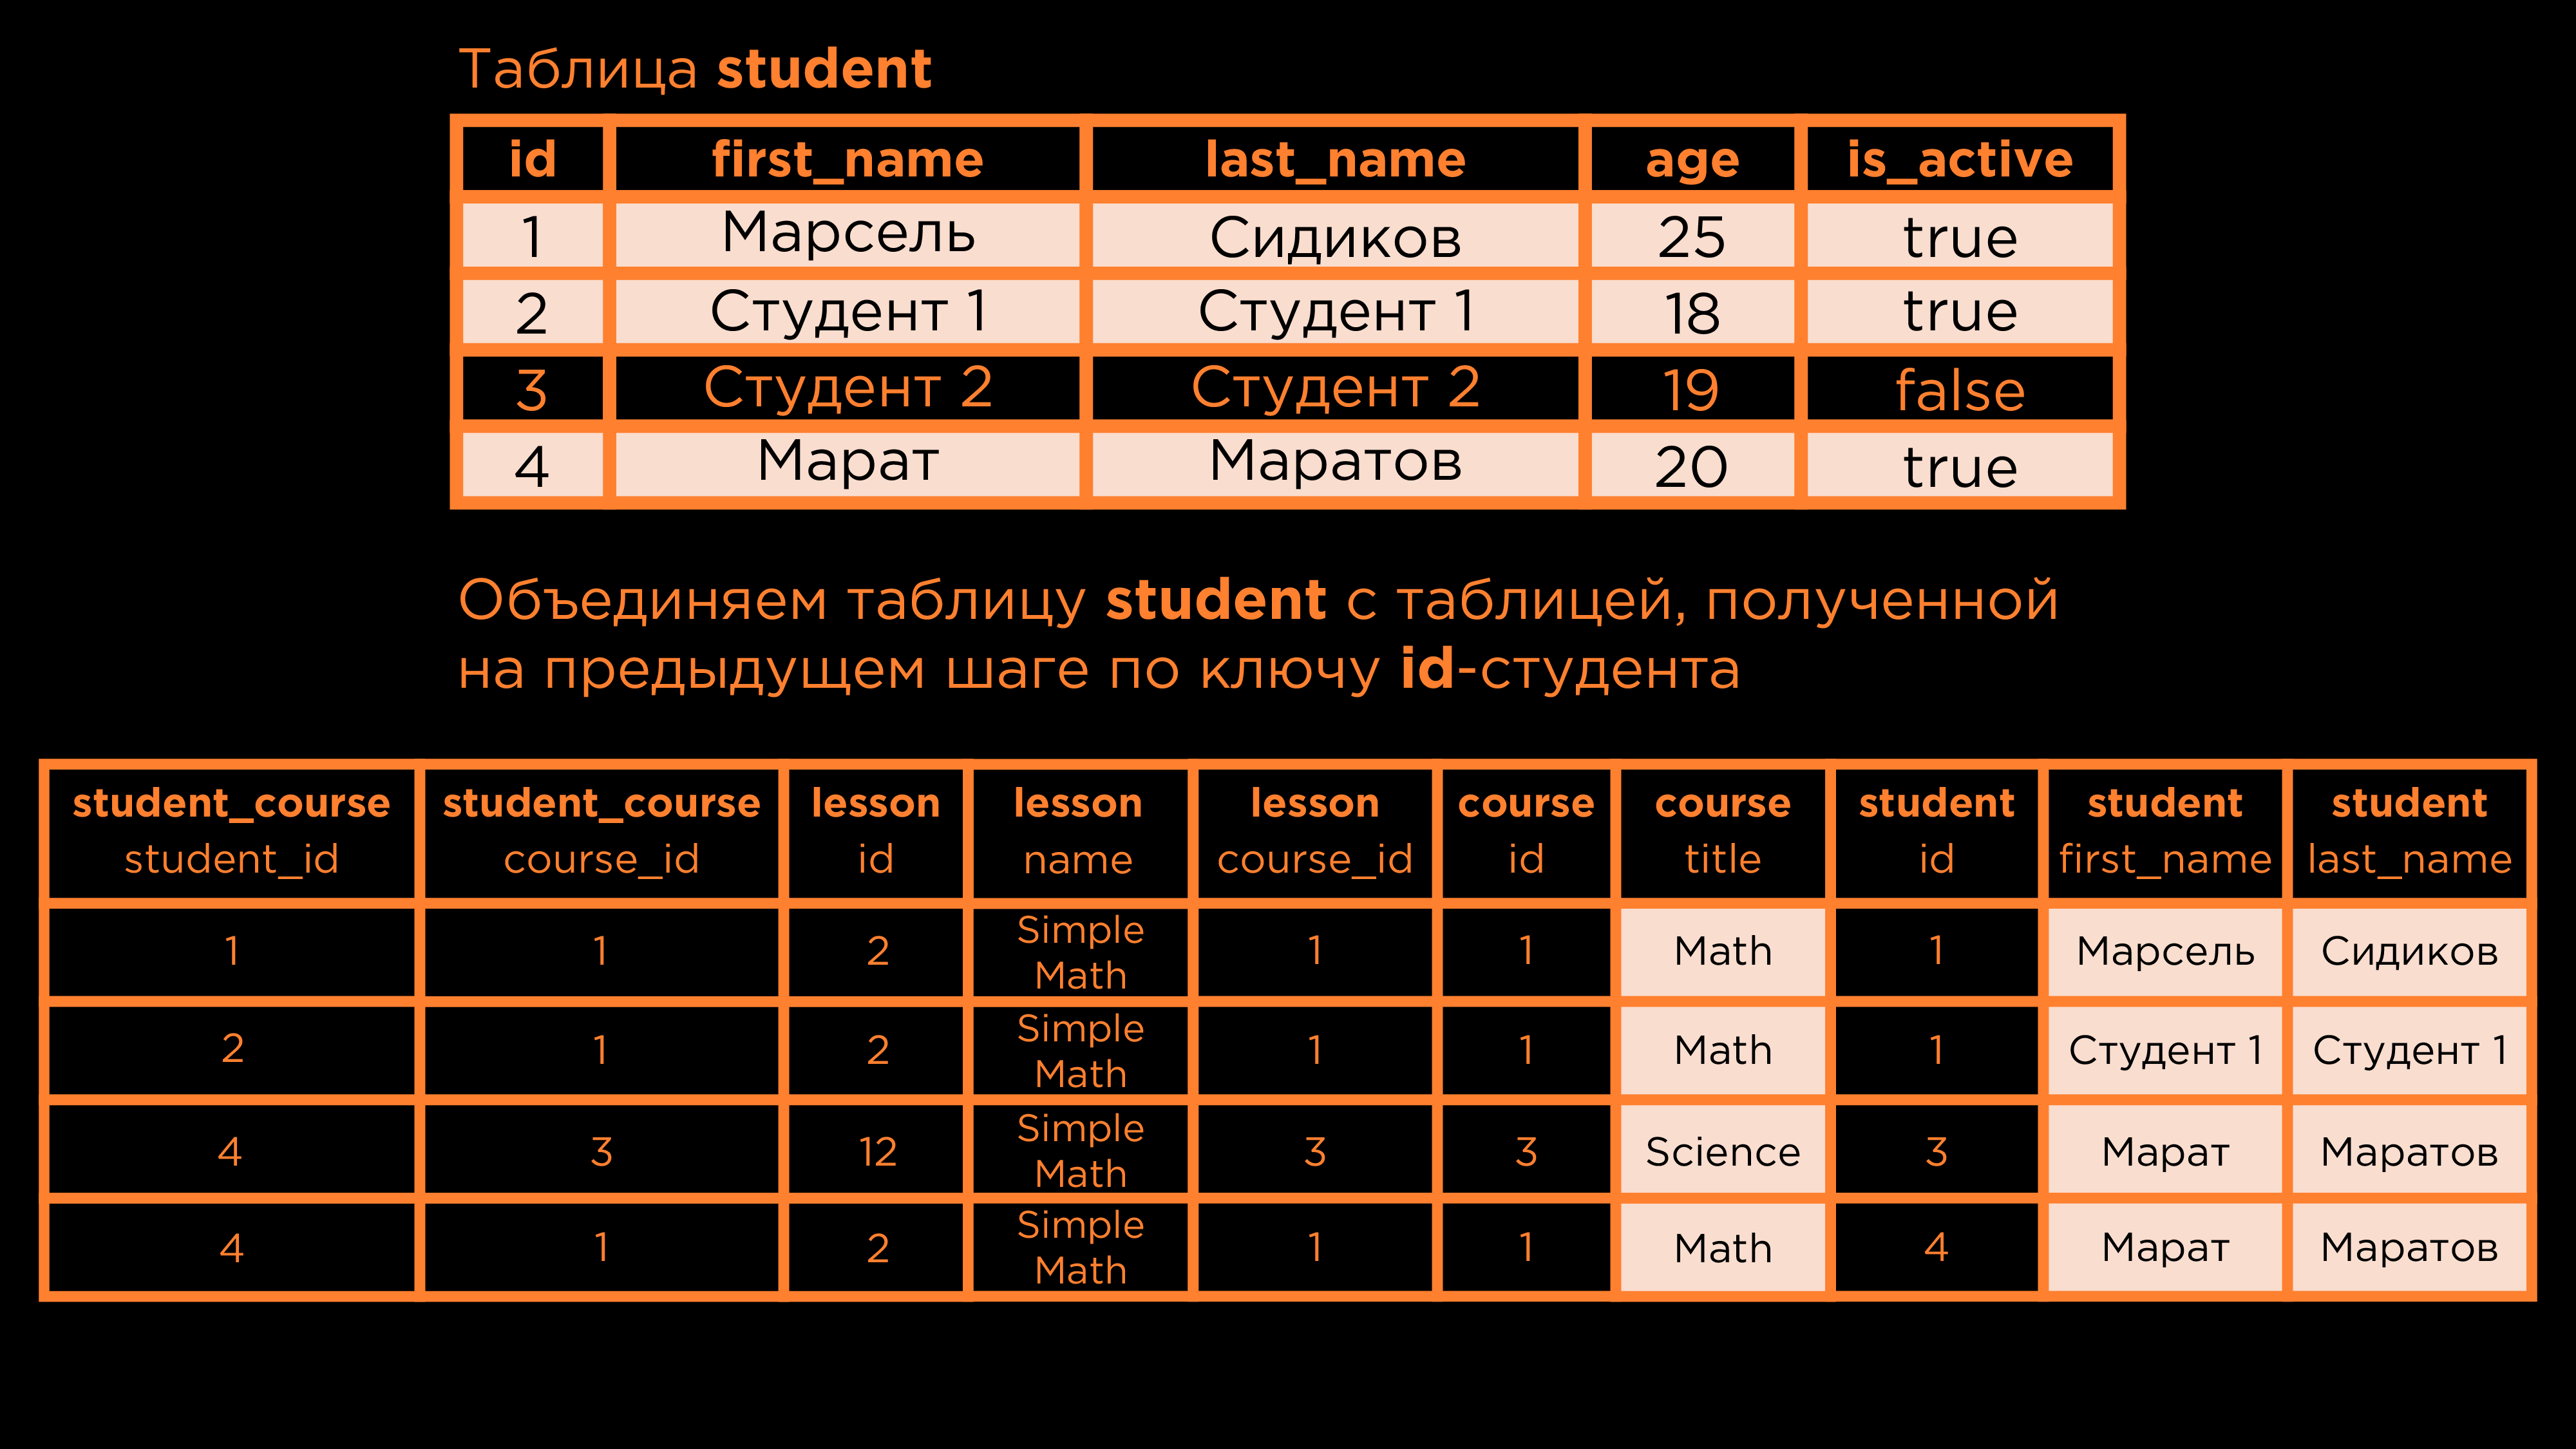 Таблица student
id first_name last_name age is_active
1 Марсель Сидиков 25 true
2 Студент 1 Студент 1 18 true
3 Студент 2 Студент 2 19 false
4 Марат Маратов 20 true
Объединяем таблицу student с таблицей, полученной
на предыдущем шаге по ключу id-студента
student_course student_course lesson lesson lesson course course student student student
student_id course_id id name course_id id title id first_name last_name
1 1 2 Simple Math 1 1 Math 1 Марсель Сидиков
2 1 2 Simple Math 1 1 Math 1 Студент 1 Студент 1
4 3 12 Simple Math 3 3 Science 3 Марат Маратов
4 1 2 Simple Math 1 1 Math 4 Марат Маратов